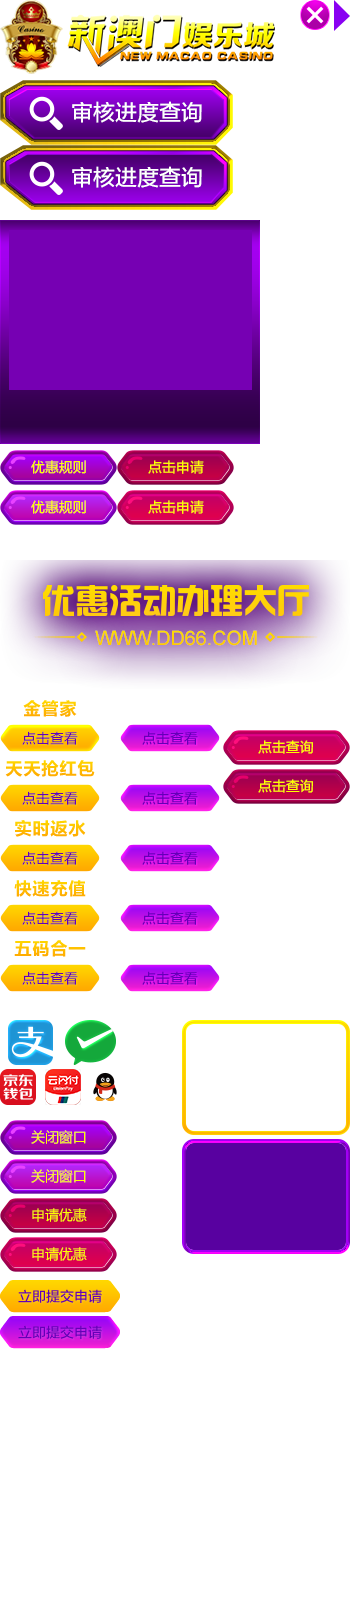 Casino
新澳门娱乐城
NEW MACAO CASINO
审核进度查询
审核进度查询
优惠规则 点击申请
优惠规则 点击申请
优惠活动办理大厅
WWW.DD66.COM
金管家
点击查看 点击查看 点击查询
天天抢红包
点击查看 点击查看 点击查询
实时返水
点击查看 点击查看
快速充值
点击查看 点击查看
五码合一
点击查看 点击查看
支
京东 云闪付
钱包 UnionPay
关闭窗口
关闭窗口
申请优惠
申请优惠
立即提交申请
立即提交申请